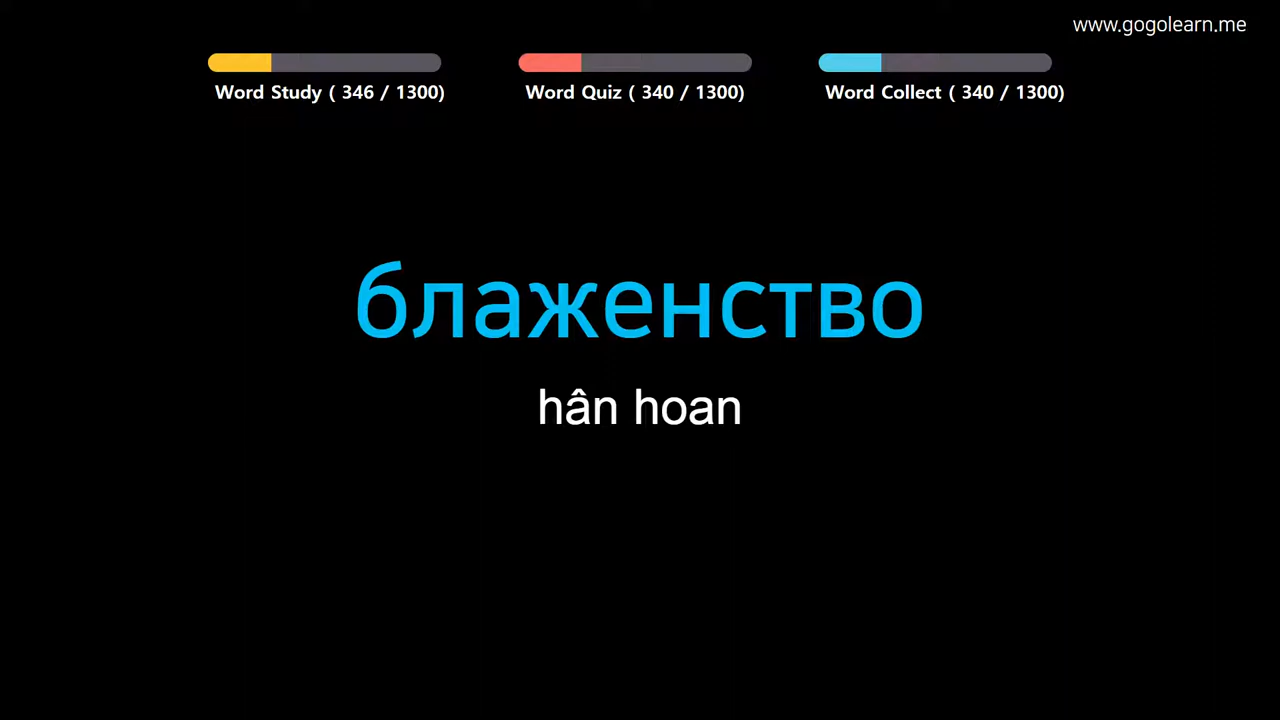 www.gogolearn.me
Word Study ( 346 / 1300)
Word Quiz ( 340 / 1300)
Word Collect ( 340 / 1300)
блаженство
hân hoan